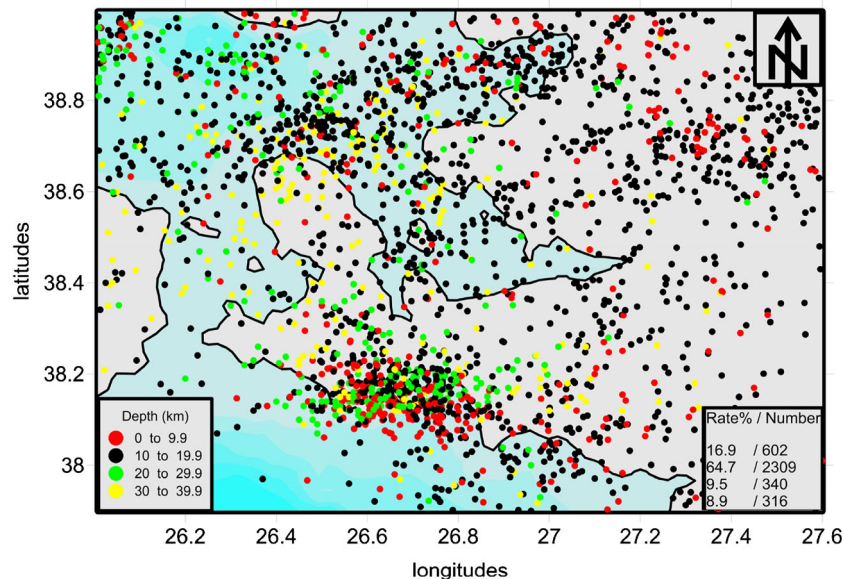 N
38.8
38.6
38.4
38.2
38
latitudes
Depth (km)
0 to 9.9
10 to 19.9
20 to 29.9
30 to 39.9
Rate% / Number
16.9 / 602
64.7 / 2309
9.5 / 340
8.9 / 316
26.2 26.4 26.6 26.8 27 27.2 27.4 27.6
longitudes